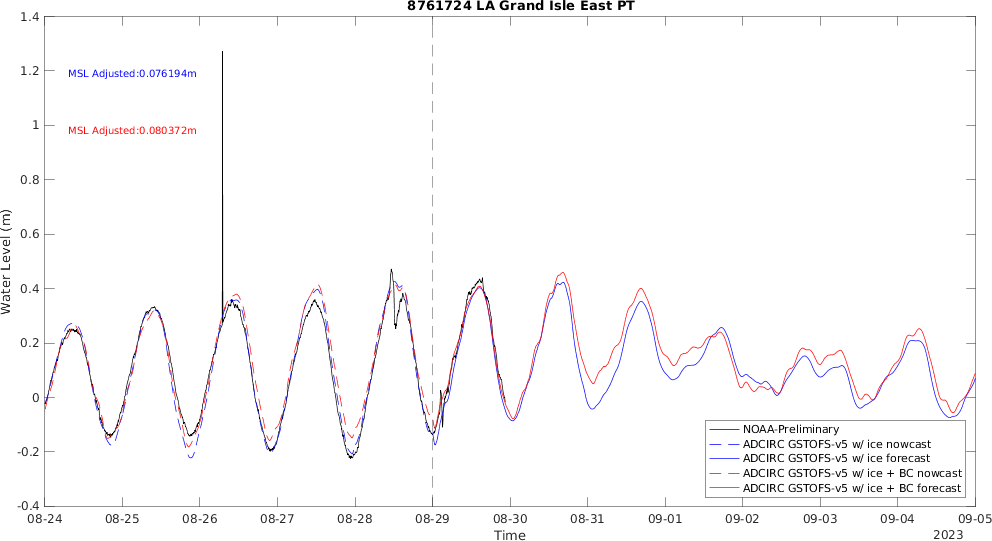 8761724 LA Grand Isle East PT
1.4
1.2
1
0.8
0.6
0.4
0.2
0
-0.2
-0.4
Water Level (m)
MSL Adjusted:0.076194m
MSL Adjusted:0.080372m
NOAA-Preliminary
ADCIRC GSTOFS-v5 w/ ice nowcast
ADCIRC GSTOFS-v5 w/ ice forecast
ADCIRC GSTOFS-v5 w/ ice + BC nowcast
ADCIRC GSTOFS-v5 w/ ice + BC forecast
08-24 08-25 08-26 08-27 08-28 08-29 08-30 08-31 09-01 09-02 09-03 09-04 09-05
Time
2023